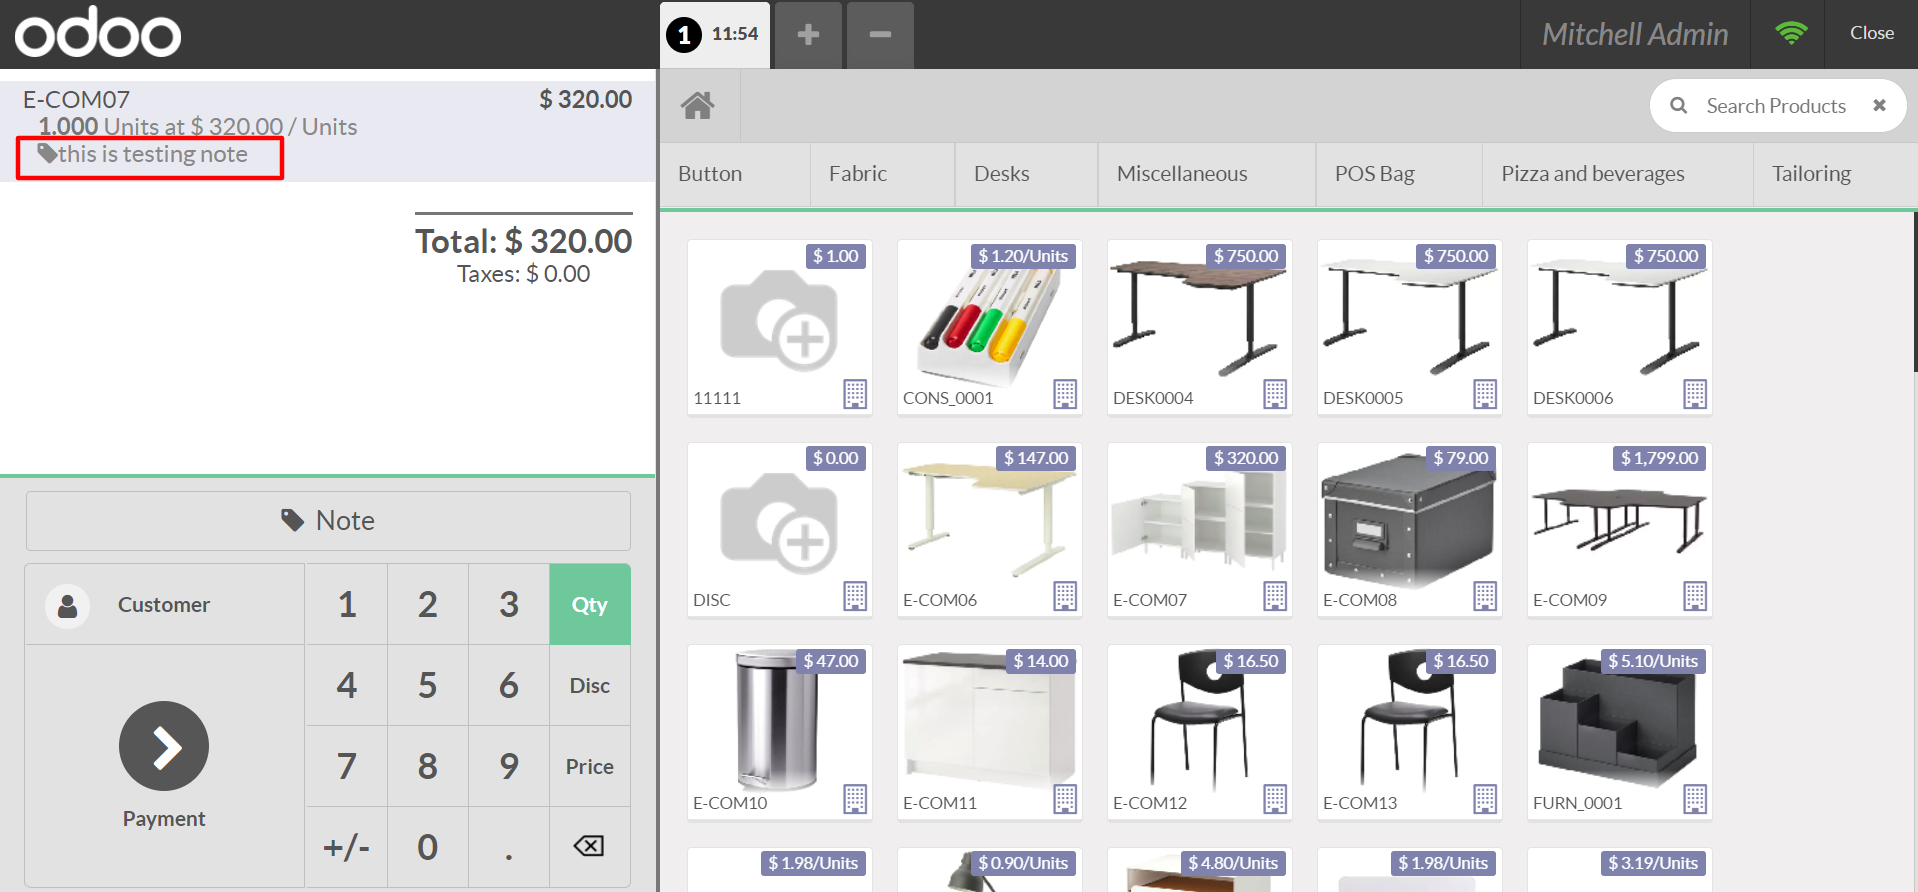 odoo
1 11:54 + −
Mitchell Admin
Close
E-COM07 $ 320.00
1.000 Units at $ 320.00 / Units
this is testing note
Total: $ 320.00
Taxes: $ 0.00
Note
Customer
Payment
1 2 3 Qty
4 5 6 Disc
7 8 9 Price
+/- 0 .
Search Products
Button Fabric Desks Miscellaneous POS Bag Pizza and beverages Tailoring
$ 1.00 $ 1.20/Units $ 750.00 $ 750.00 $ 750.00
11111 CONS_0001 DESK0004 DESK0005 DESK0006
$ 0.00 $ 147.00 $ 320.00 $ 79.00 $ 1,799.00
DISC E-COM06 E-COM07 E-COM08 E-COM09
$ 47.00 $ 14.00 $ 16.50 $ 16.50 $ 5.10/Units
E-COM10 E-COM11 E-COM12 E-COM13 FURN_0001
$ 1.98/Units $ 0.90/Units $ 4.80/Units $ 1.98/Units $ 3.19/Units